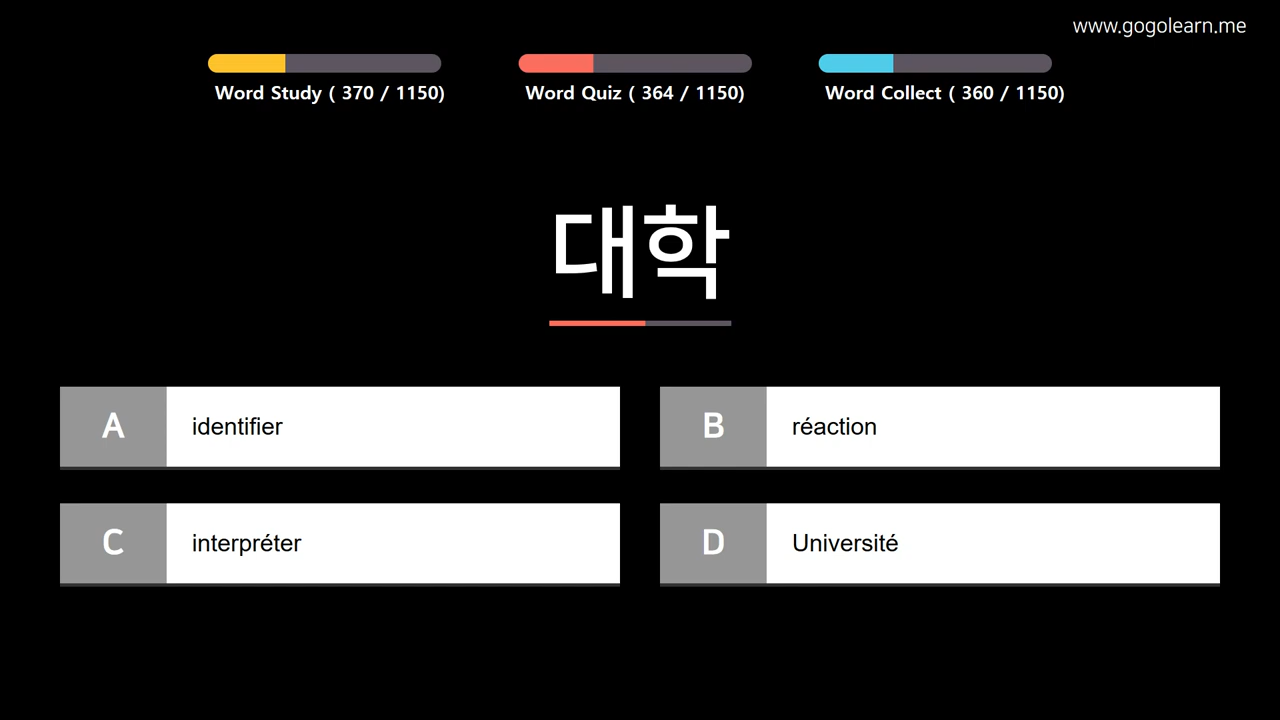 www.gogolearn.me
Word Study ( 370 / 1150)
Word Quiz ( 364 / 1150)
Word Collect ( 360 / 1150)
대학
A identifier
B réaction
C interpréter
D Université